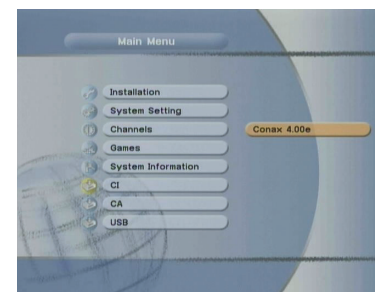 Main Menu
Installation
System Setting
Channels
Conax 4.00e
Games
System Information
CI
CA
USB